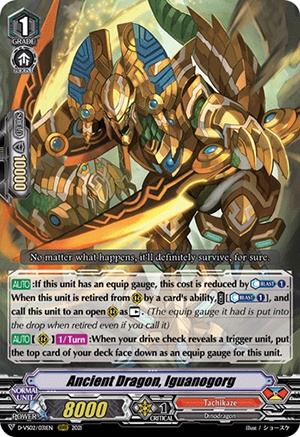 1
GRADE
BOOST
10000
No matter what happens, it'll definitely survive, for sure.
AUTO :If this unit has an equip gauge, this cost is reduced by C BLAST 1,
When this unit is retired from by a card's ability, [C BLAST 1], and
call this unit to an open as . (The equip gauge it had is put into
the drop when retired even if you call it)
AUTO 1/Turn :When your drive check reveals a trigger unit, put
the top card of your deck face down as an equip gauge for this unit.
Ancient Dragon, Iguanogorg
NORMAL
UNIT
POWER
8000
1
CRITICAL
Tachikaze
Dinodragon
D-VS02/031EN 2021
illust / ショースケ